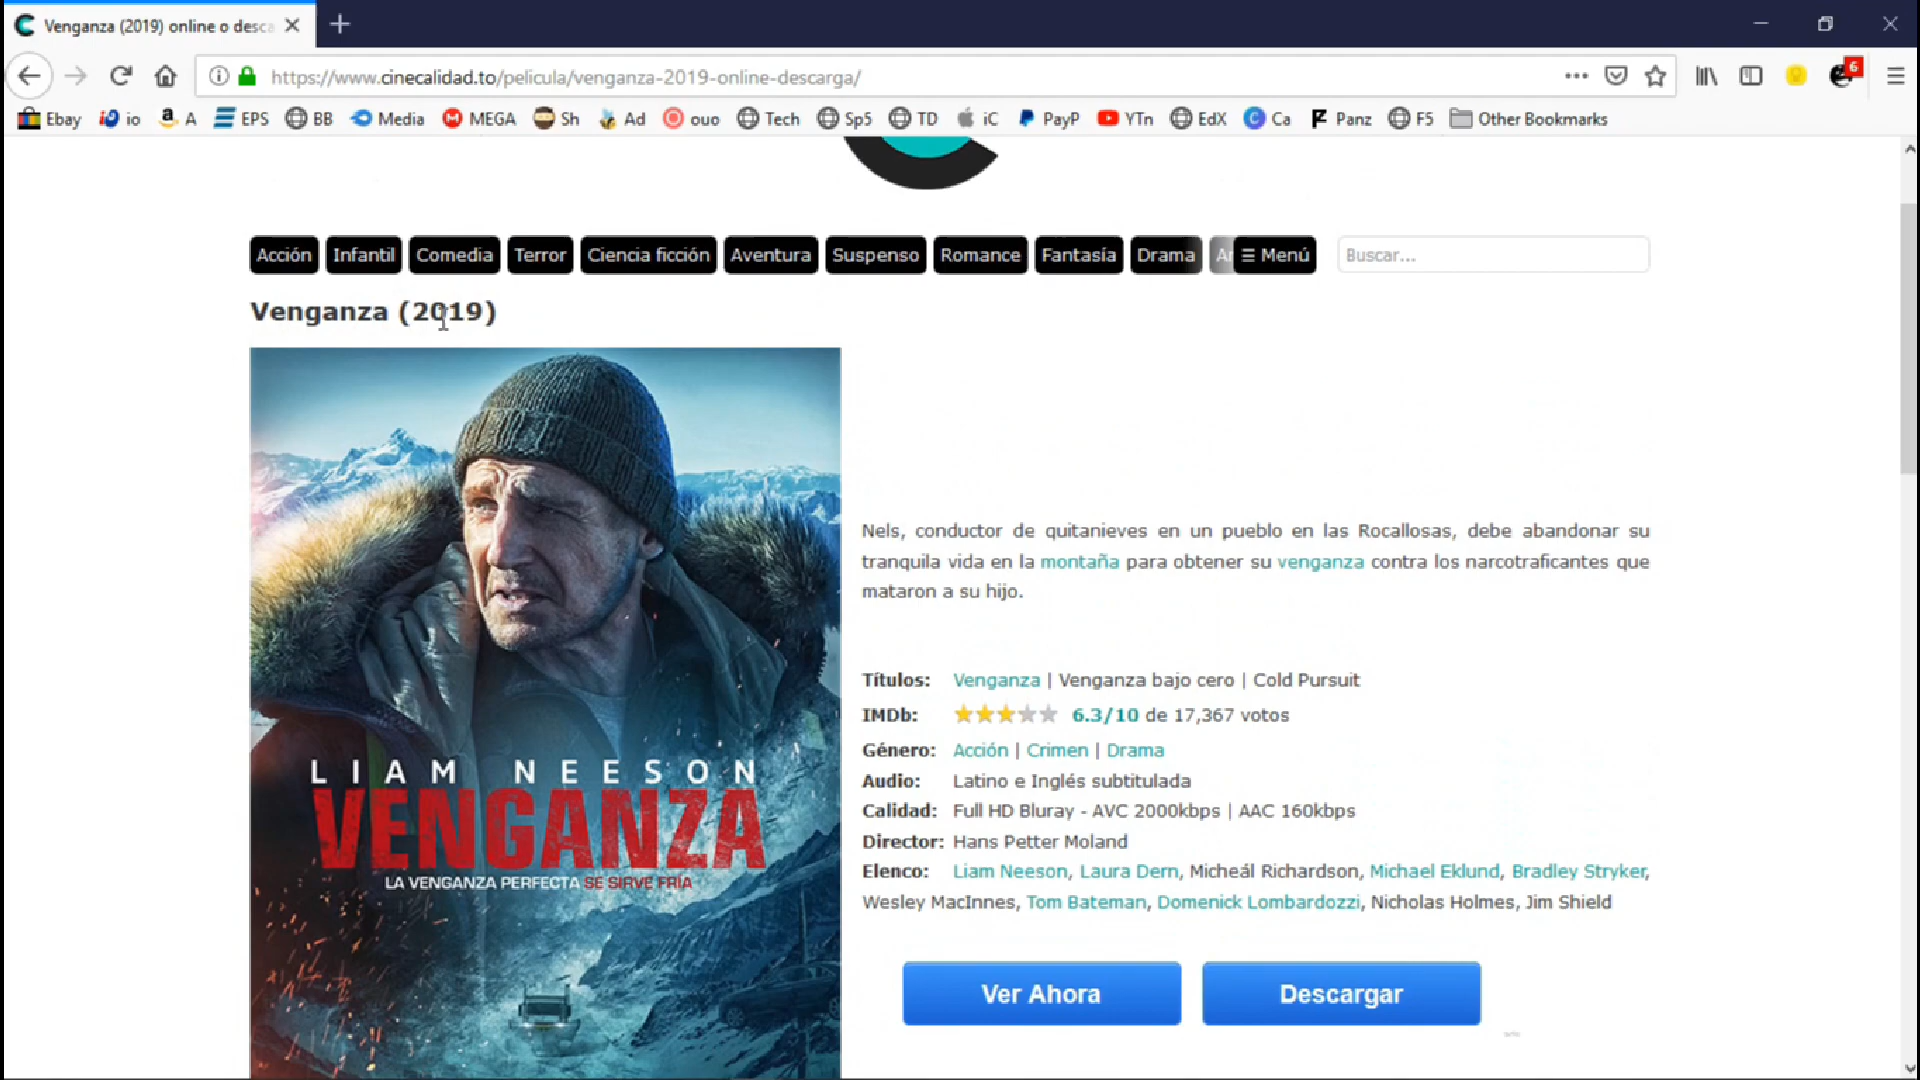 Venganza (2019) online o desca
https://www.cinecalidad.to/pelicula/venganza-2019-online-descarga/
6
Ebay io A EPS BB Media MEGA Sh Ad ouo Tech Sp5 TD iC PayP YTn EdX Ca Panz F5 Other Bookmarks
Acción Infantil Comedia Terror Ciencia ficción Aventura Suspenso Romance Fantasía Drama ☰ Menú Buscar...
Venganza (2019)
Nels, conductor de quitanieves en un pueblo en las Rocallosas, debe abandonar su
tranquila vida en la montaña para obtener su venganza contra los narcotraficantes que
mataron a su hijo.
Títulos: Venganza | Venganza bajo cero | Cold Pursuit
IMDb: 6.3/10 de 17,367 votos
Género: Acción | Crimen | Drama
Audio: Latino e Inglés subtitulada
Calidad: Full HD Bluray - AVC 2000kbps | AAC 160kbps
Director: Hans Petter Moland
Elenco: Liam Neeson, Laura Dern, Micheál Richardson, Michael Eklund, Bradley Stryker,
Wesley MacInnes, Tom Bateman, Domenick Lombardozzi, Nicholas Holmes, Jim Shield
LIAM NEESON
VENGANZA
LA VENGANZA PERFECTA SE SIRVE FRÍA
Ver Ahora Descargar